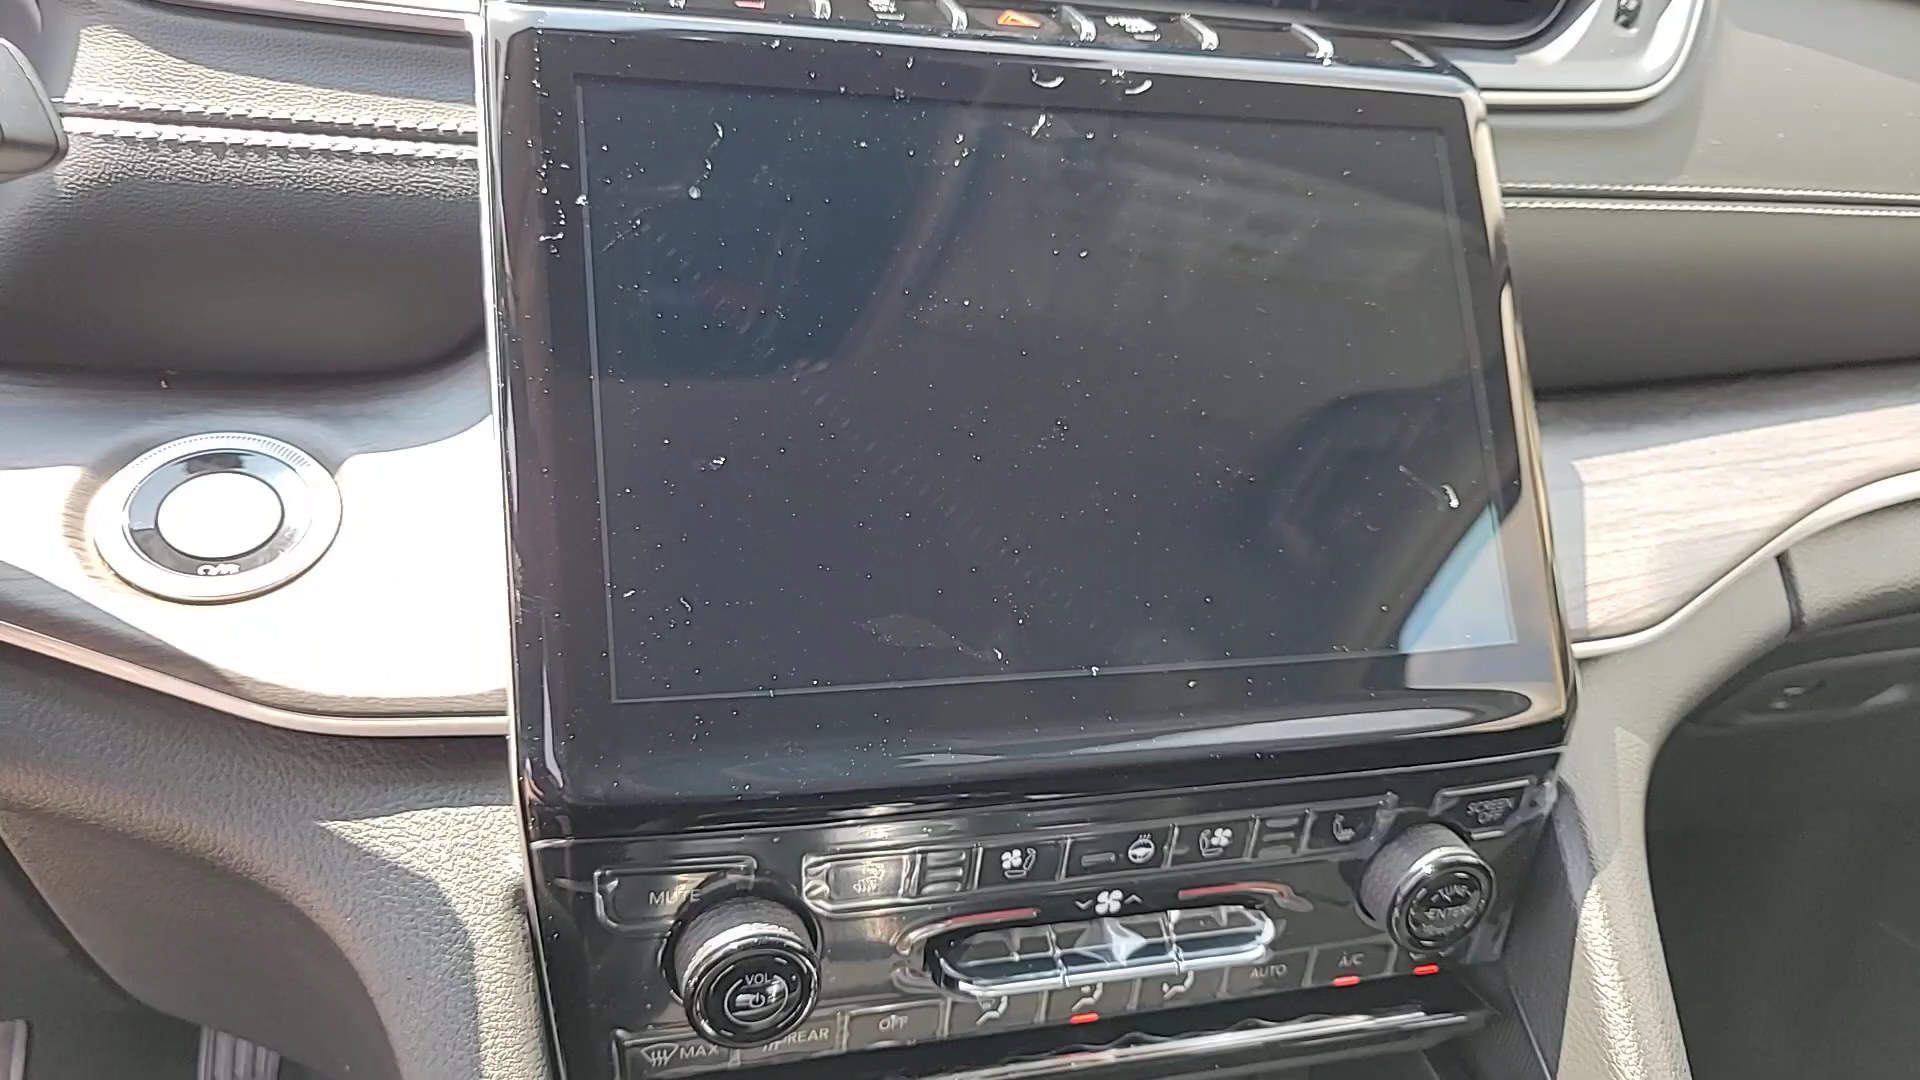 SCREEN
OFF
MUTE
TUNE
ENTER
VOL
AUTO
A/C
OFF
REAR
MAX